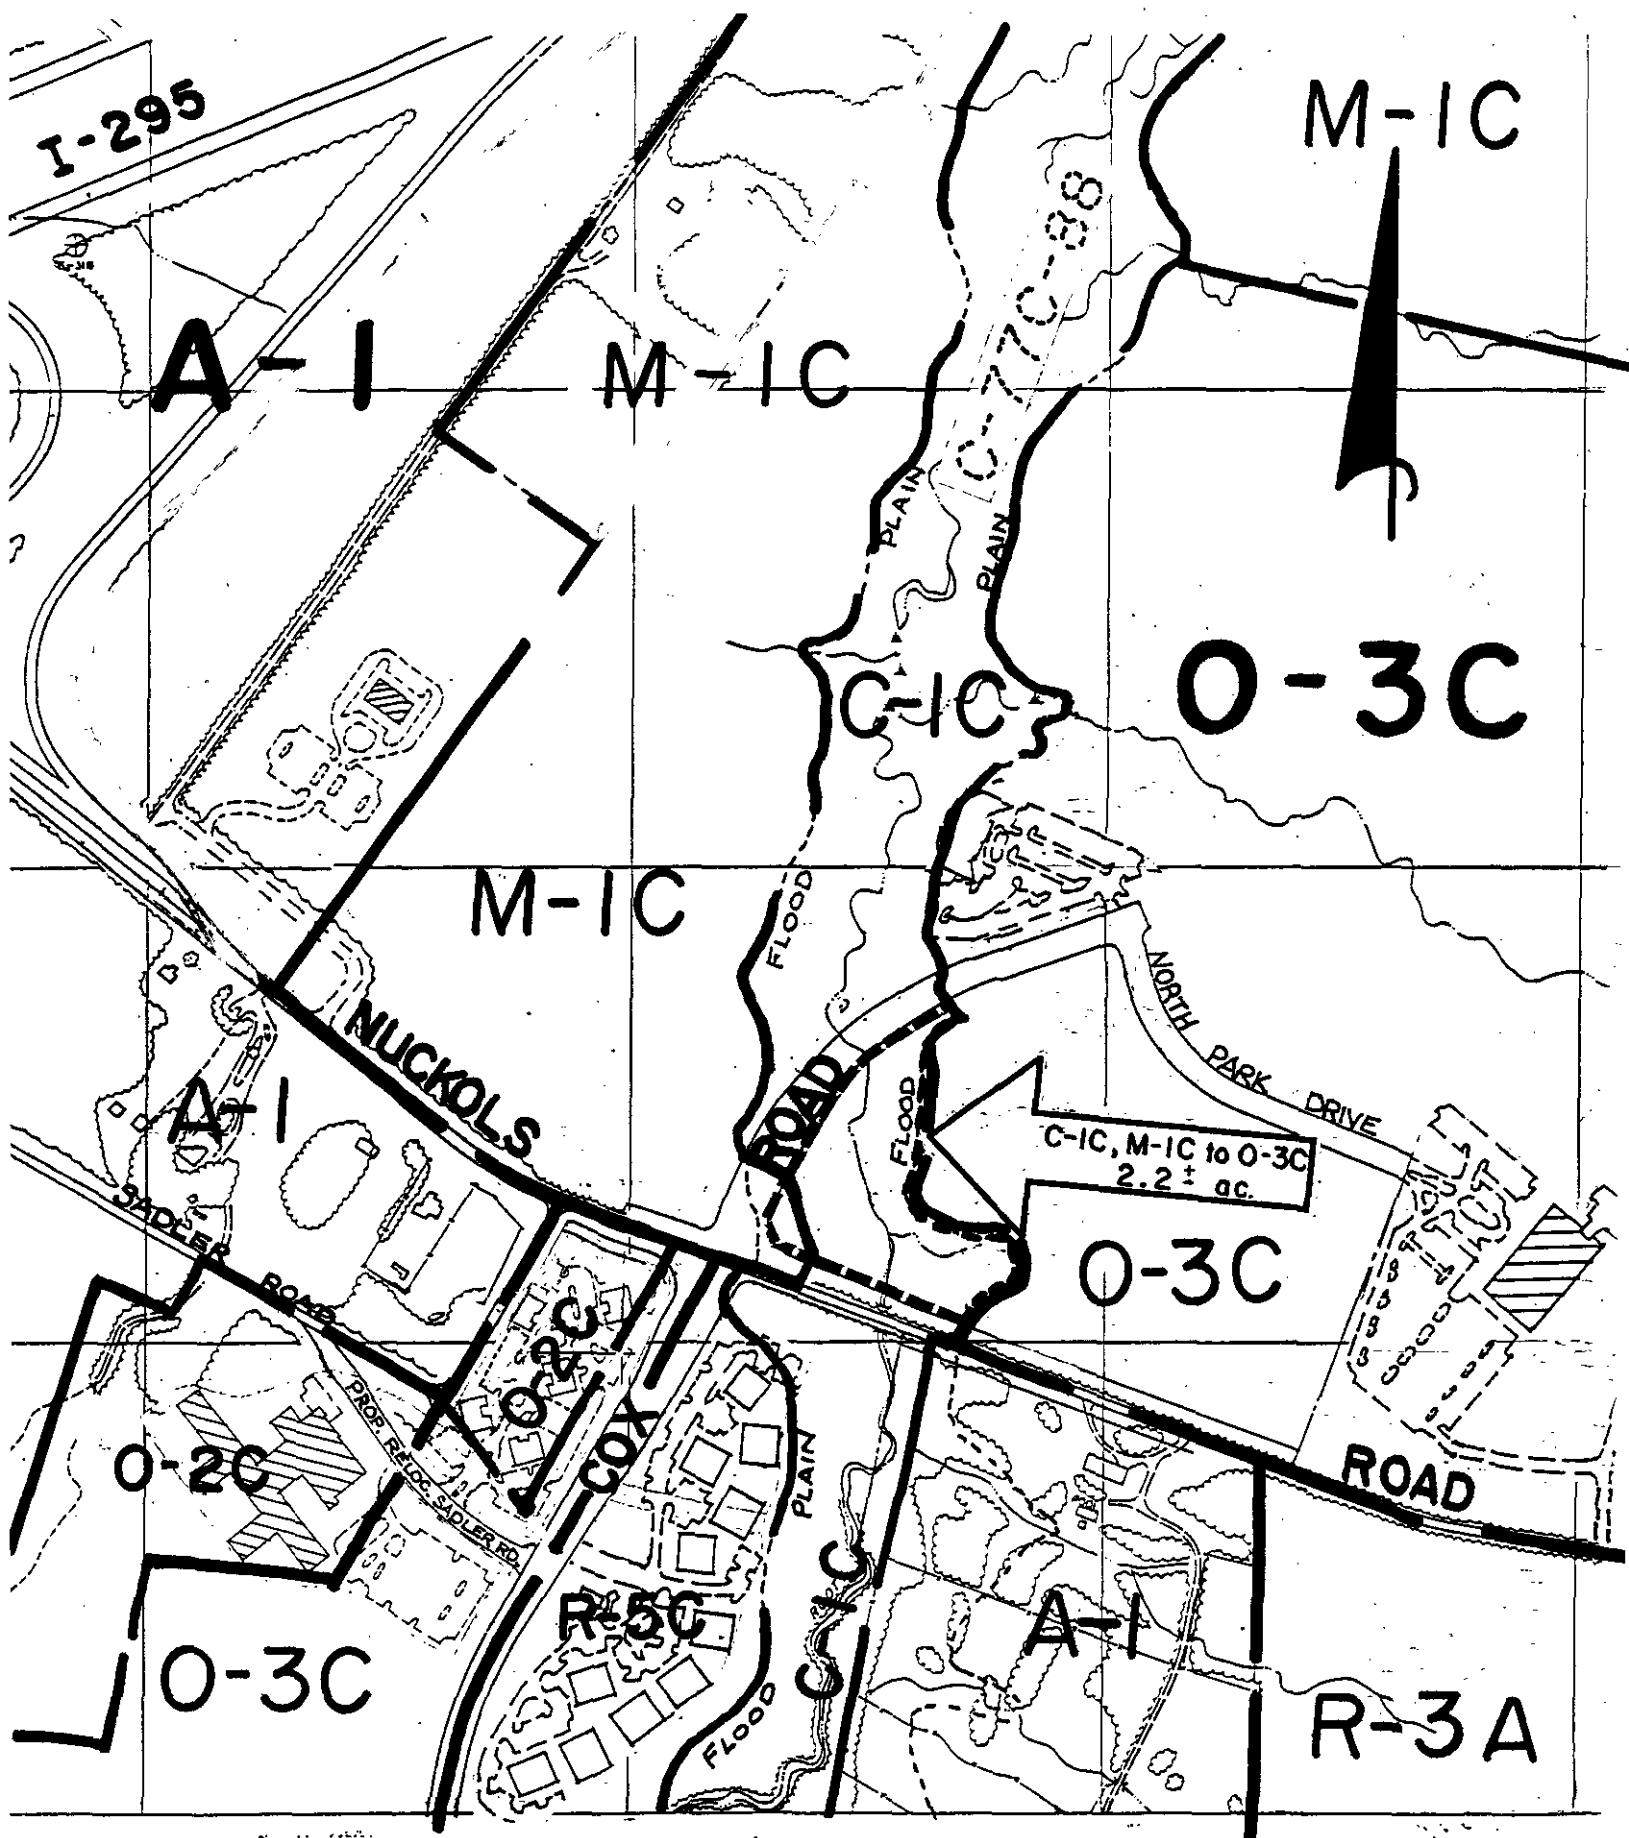 I-295
M-1C
C-77C-88
A-1
M-1C
PLAIN
PLAIN
O-3C
C-1C
M-1C
FLOOD
NORTH
PARK
DRIVE
NUCKOLS
ROAD
FLOOD
A-1
C-1C, M-1C to O-3C
2.2 ± ac.
SADLER
ROAD
O-3C
O-2C
COX
PROP. RELOC. SADLER RD.
O-2C
PLAIN
ROAD
C-1C
R-5C
A-1
O-3C
FLOOD
R-3A